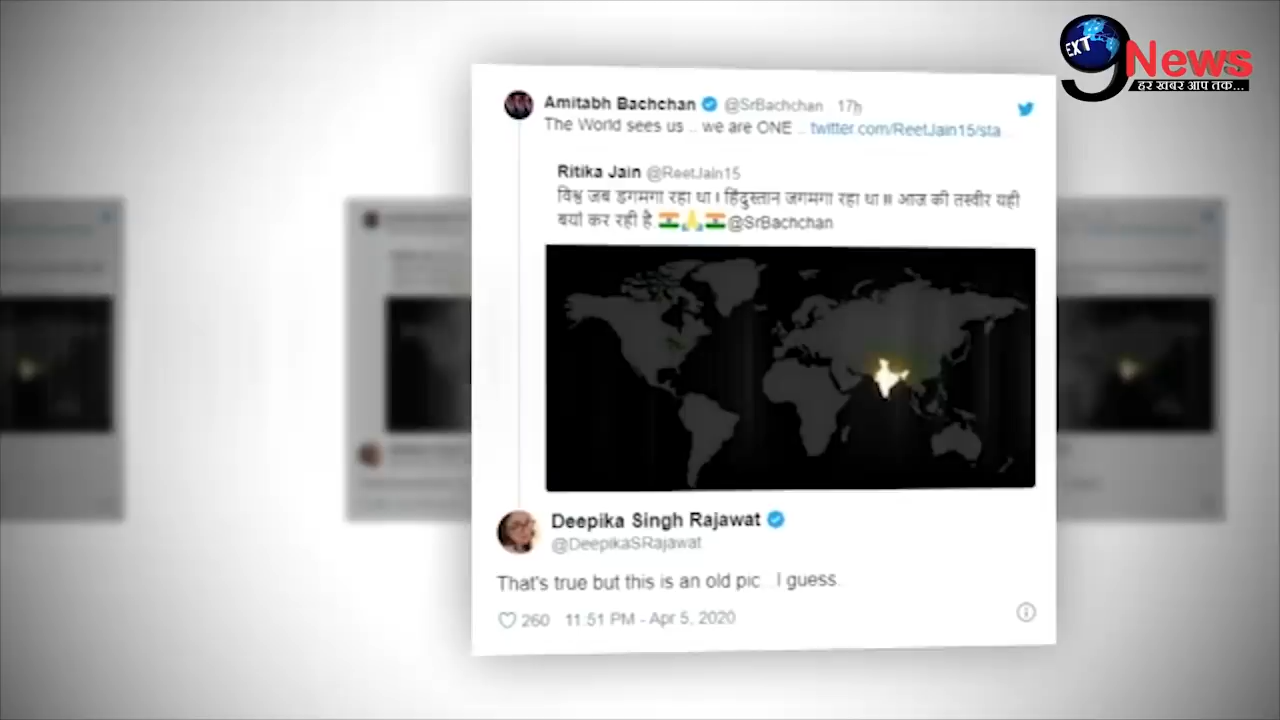 EXT
9 News
हर खबर आप तक...
Amitabh Bachchan @SrBachchan 17h
The World sees us .. we are ONE .. twitter.com/ReetJain15/sta...
Ritika Jain @ReetJain15
विश्व जब डगमगा रहा था । हिंदुस्तान जगमगा रहा था ॥ आज की तस्वीर यही
बयां कर रही है 🇮🇳🙏🇮🇳@SrBachchan
Deepika Singh Rajawat
@DeepikaSRajawat
That's true but this is an old pic ..I guess.
260 11:51 PM - Apr 5, 2020